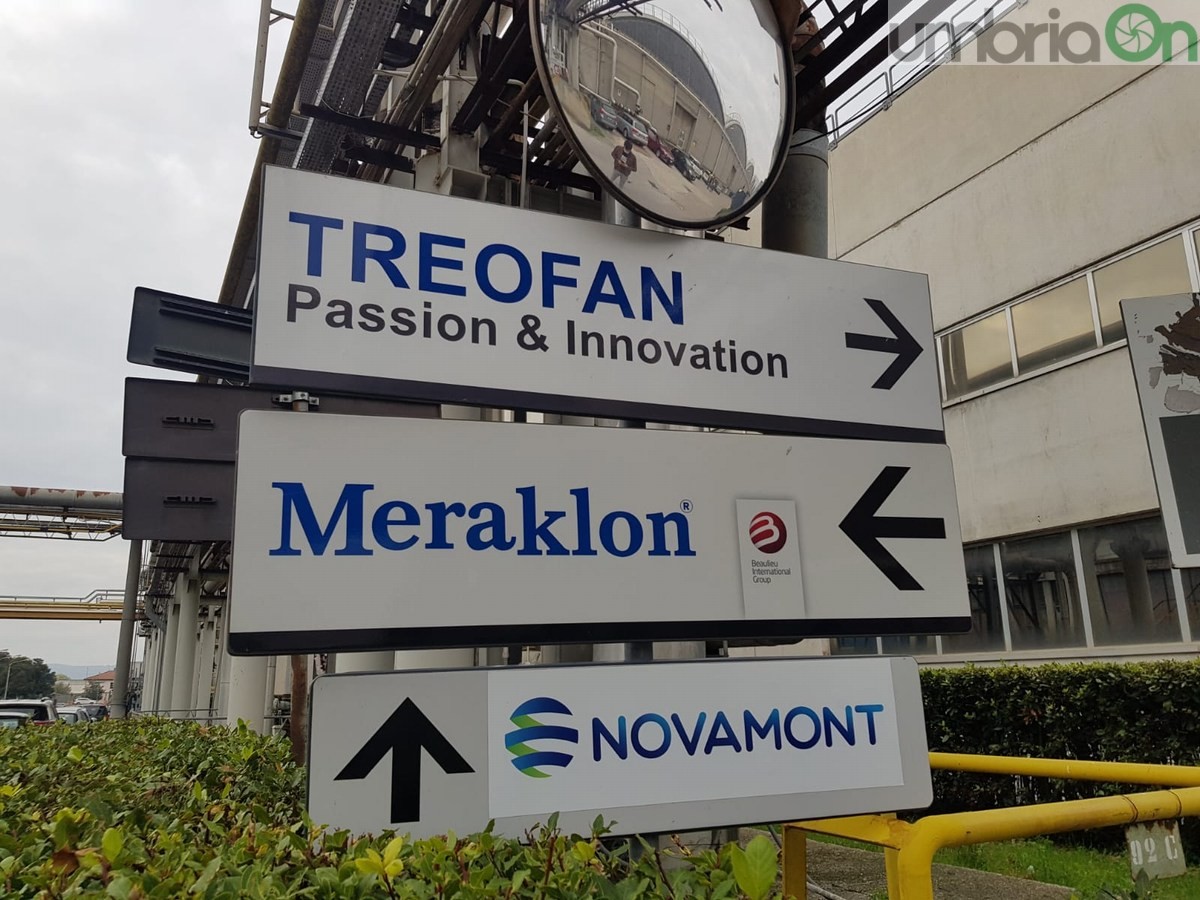 umbriaOn
TREOFAN
Passion & Innovation
Meraklon®
Beaulieu
International
Group
NOVAMONT
92 C